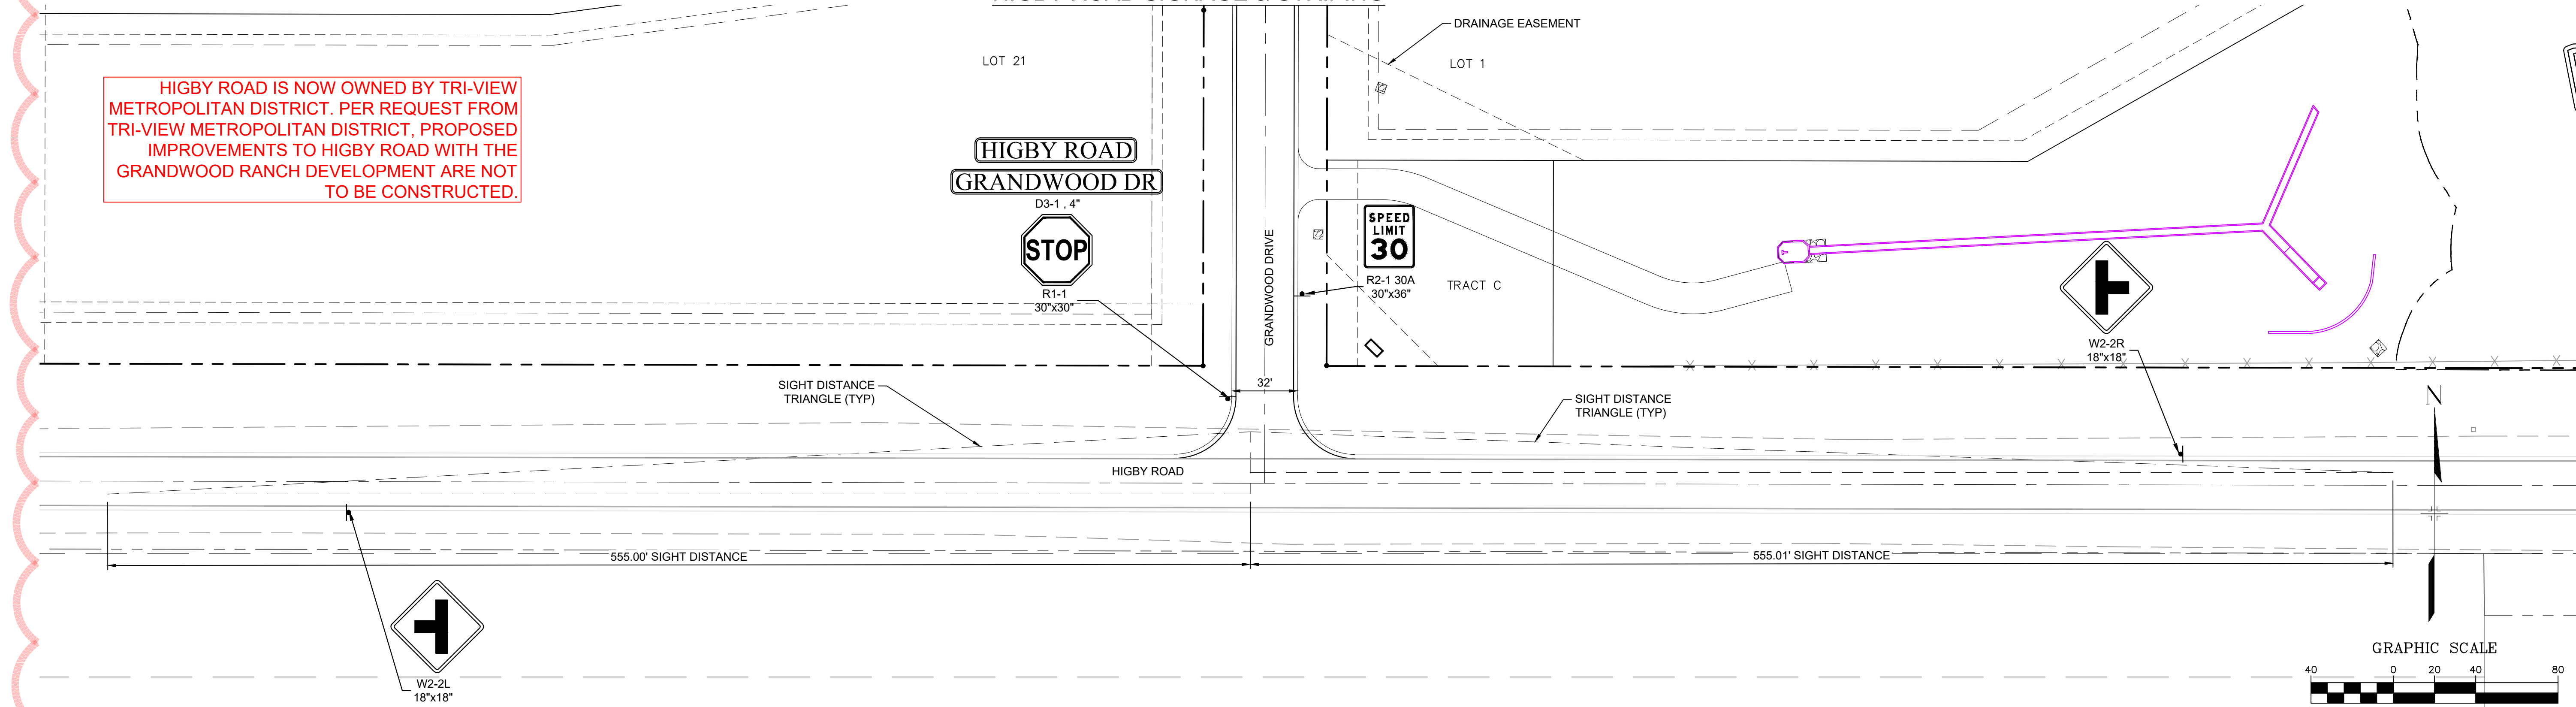 HIGBY ROAD SIGNAGE & STRIPING
DRAINAGE EASEMENT
LOT 21
LOT 1
HIGBY ROAD IS NOW OWNED BY TRI-VIEW
METROPOLITAN DISTRICT. PER REQUEST FROM
TRI-VIEW METROPOLITAN DISTRICT, PROPOSED
IMPROVEMENTS TO HIGBY ROAD WITH THE
GRANDWOOD RANCH DEVELOPMENT ARE NOT
TO BE CONSTRUCTED.
HIGBY ROAD
GRANDWOOD DR
D3-1 , 4"
STOP
R1-1
30"x30"
GRANDWOOD DRIVE
SPEED
LIMIT
30
R2-1 30A
30"x36"
TRACT C
W2-2R
18"x18"
SIGHT DISTANCE
TRIANGLE (TYP)
32'
SIGHT DISTANCE
TRIANGLE (TYP)
N
HIGBY ROAD
555.00' SIGHT DISTANCE
555.01' SIGHT DISTANCE
W2-2L
18"x18"
GRAPHIC SCALE
40 0 20 40 80